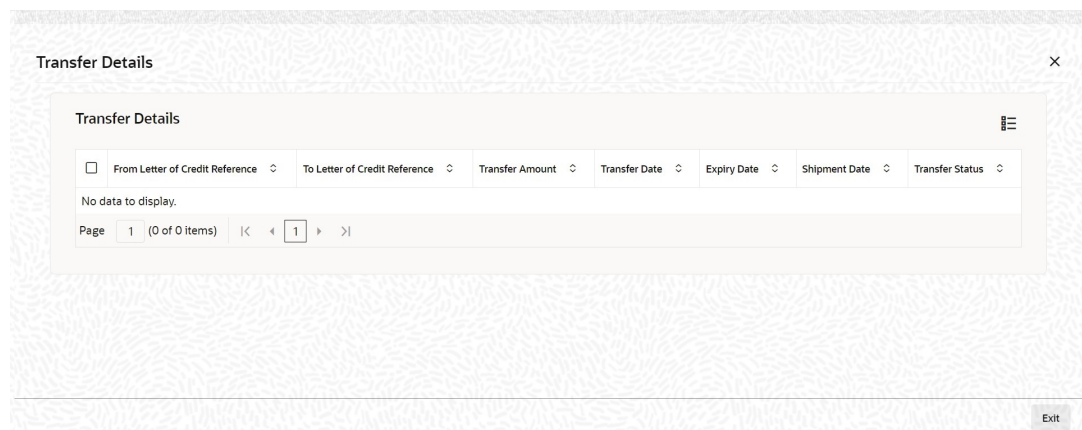 Transfer Details
Transfer Details
From Letter of Credit Reference To Letter of Credit Reference Transfer Amount Transfer Date Expiry Date Shipment Date Transfer Status
No data to display.
Page 1 (0 of 0 items) 1
Exit